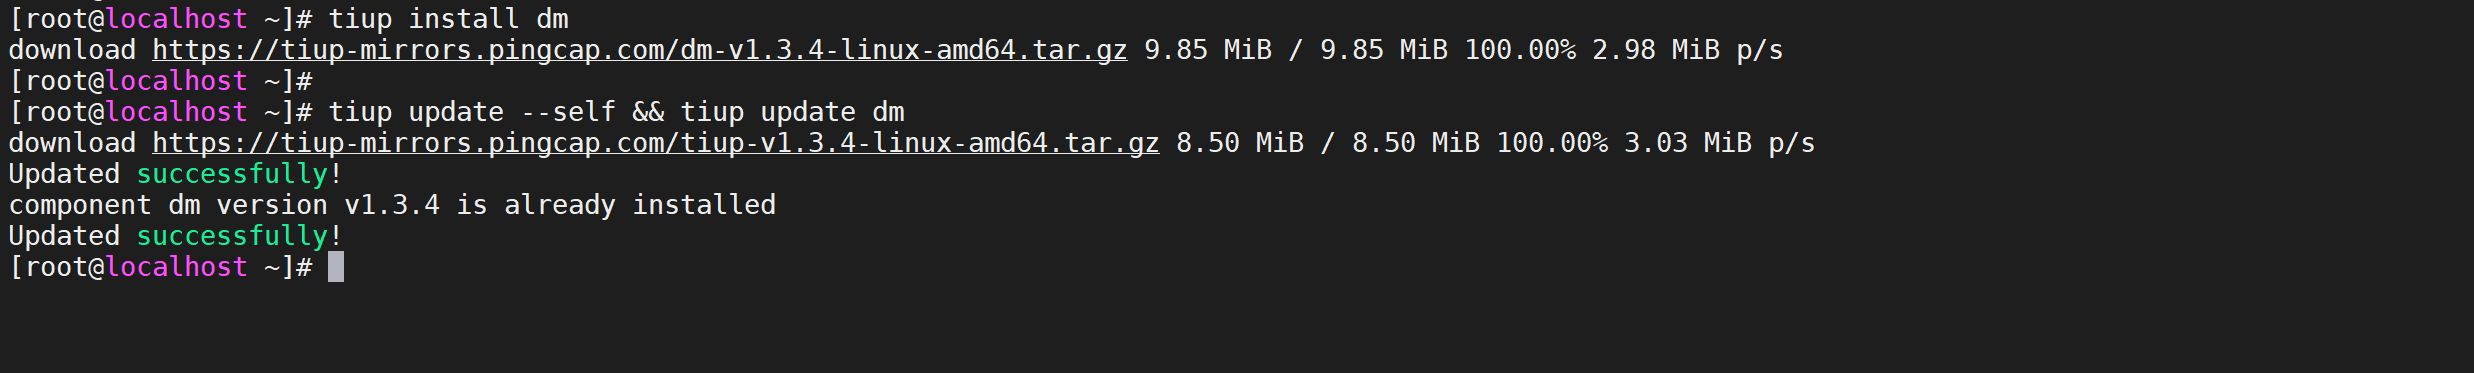 [root@localhost ~]# tiup install dm
download https://tiup-mirrors.pingcap.com/dm-v1.3.4-linux-amd64.tar.gz 9.85 MiB / 9.85 MiB 100.00% 2.98 MiB p/s
[root@localhost ~]#
[root@localhost ~]# tiup update --self && tiup update dm
download https://tiup-mirrors.pingcap.com/tiup-v1.3.4-linux-amd64.tar.gz 8.50 MiB / 8.50 MiB 100.00% 3.03 MiB p/s
Updated successfully!
component dm version v1.3.4 is already installed
Updated successfully!
[root@localhost ~]#